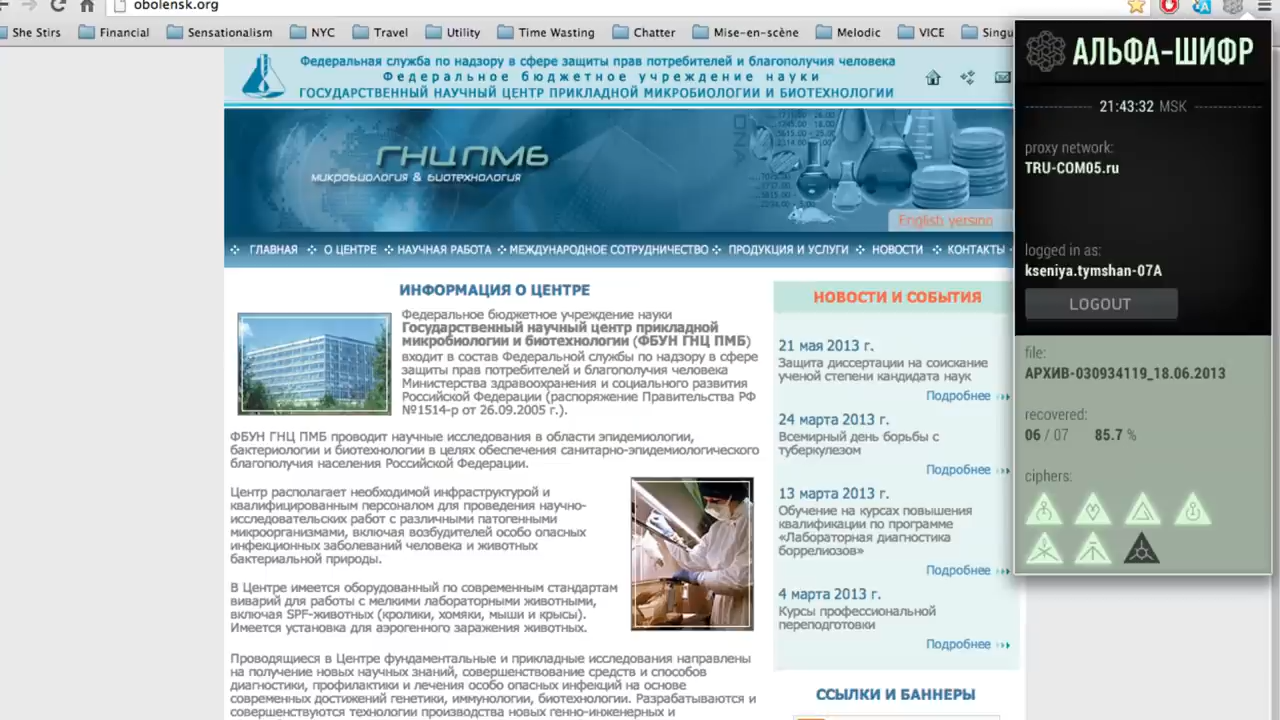 obolensk.org
She Stirs
Financial
Sensationalism
NYC
Travel
Utility
Time Wasting
Chatter
Mise-en-scène
Melodic
VICE
Федеральная служба по надзору в сфере защиты прав потребителей и благополучия человека
Федеральное бюджетное учреждение науки
ГОСУДАРСТВЕННЫЙ НАУЧНЫЙ ЦЕНТР ПРИКЛАДНОЙ МИКРОБИОЛОГИИ И БИОТЕХНОЛОГИИ
ГНЦ ПМБ
МИКРОБИОЛОГИЯ & БИОТЕХНОЛОГИЯ
DNA
English version
ГЛАВНАЯ
О ЦЕНТРЕ
НАУЧНАЯ РАБОТА
МЕЖДУНАРОДНОЕ СОТРУДНИЧЕСТВО
ПРОДУКЦИЯ И УСЛУГИ
НОВОСТИ
КОНТАКТЫ
ИНФОРМАЦИЯ О ЦЕНТРЕ
Федеральное бюджетное учреждение науки
Государственный научный центр прикладной
микробиологии и биотехнологии (ФБУН ГНЦ ПМБ)
входит в состав Федеральной службы по надзору в сфере
защиты прав потребителей и благополучия человека
Министерства здравоохранения и социального развития
Российской Федерации (распоряжение Правительства РФ
№1514-р от 26.09.2005 г.).
ФБУН ГНЦ ПМБ проводит научные исследования в области эпидемиологии,
бактериологии и биотехнологии в целях обеспечения санитарно-эпидемиологического
благополучия населения Российской Федерации.
Центр располагает необходимой инфраструктурой и
квалифицированным персоналом для проведения научно-
исследовательских работ с различными патогенными
микроорганизмами, включая возбудителей особо опасных
инфекционных заболеваний человека и животных
бактериальной природы.
В Центре имеется оборудованный по современным стандартам
виварий для работы с мелкими лабораторными животными,
включая SPF-животных (кролики, хомяки, мыши и крысы).
Имеется установка для аэрогенного заражения животных.
Проводящиеся в Центре фундаментальные и прикладные исследования направлены
на получение новых научных знаний, совершенствование средств и способов
диагностики, профилактики и лечения особо опасных инфекций на основе
современных достижений генетики, иммунологии, биотехнологии. Разрабатываются и
совершенствуются технологии производства новых генно-инженерных и
НОВОСТИ И СОБЫТИЯ
21 мая 2013 г.
Защита диссертации на соискание
ученой степени кандидата наук
Подробнее
24 марта 2013 г.
Всемирный день борьбы с
туберкулезом
Подробнее
13 марта 2013 г.
Обучение на курсах повышения
квалификации по программе
«Лабораторная диагностика
боррелиозов»
Подробнее
4 марта 2013 г.
Курсы профессиональной
переподготовки
Подробнее
ССЫЛКИ И БАННЕРЫ
АЛЬФА-ШИФР
21:43:32 MSK
proxy network:
TRU-COM05.ru
logged in as:
kseniya.tymshan-07A
LOGOUT
file:
АРХИВ-030934119_18.06.2013
recovered:
06 / 07 85.7 %
ciphers: